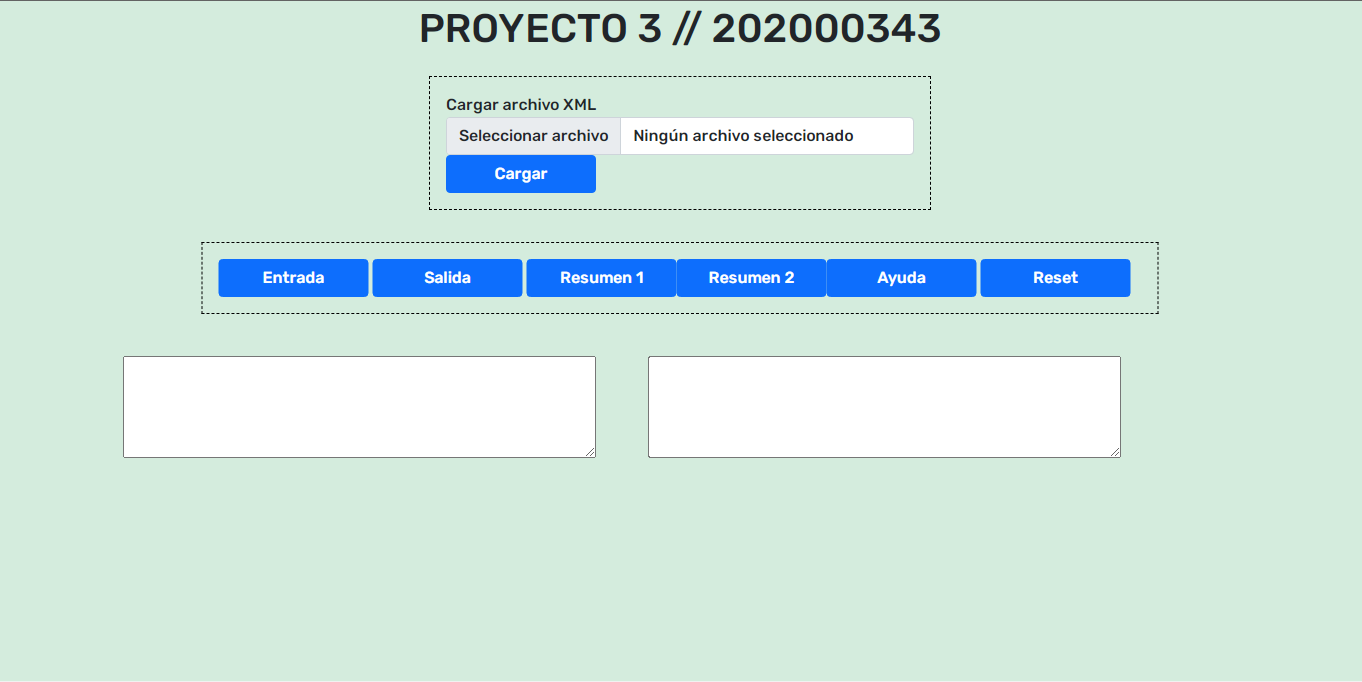 PROYECTO 3 // 202000343
Cargar archivo XML
Seleccionar archivo Ningún archivo seleccionado
Cargar
Entrada Salida Resumen 1 Resumen 2 Ayuda Reset